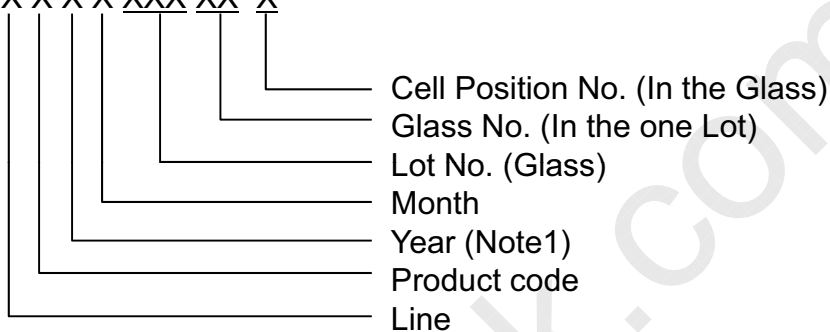 X X X X XXX XX X
Cell Position No. (In the Glass)
Glass No. (In the one Lot)
Lot No. (Glass)
Month
Year (Note1)
Product code
Line